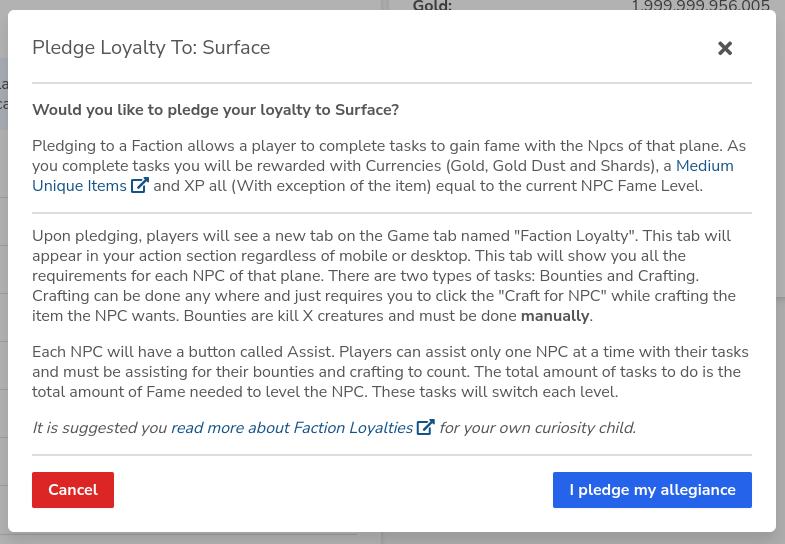 Gold: 1,999,999,956,005
Pledge Loyalty To: Surface
Would you like to pledge your loyalty to Surface?
Pledging to a Faction allows a player to complete tasks to gain fame with the Npcs of that plane. As
you complete tasks you will be rewarded with Currencies (Gold, Gold Dust and Shards), a Medium
Unique Items and XP all (With exception of the item) equal to the current NPC Fame Level.
Upon pledging, players will see a new tab on the Game tab named "Faction Loyalty". This tab will
appear in your action section regardless of mobile or desktop. This tab will show you all the
requirements for each NPC of that plane. There are two types of tasks: Bounties and Crafting.
Crafting can be done any where and just requires you to click the "Craft for NPC" while crafting the
item the NPC wants. Bounties are kill X creatures and must be done manually.
Each NPC will have a button called Assist. Players can assist only one NPC at a time with their tasks
and must be assisting for their bounties and crafting to count. The total amount of tasks to do is the
total amount of Fame needed to level the NPC. These tasks will switch each level.
It is suggested you read more about Faction Loyalties for your own curiosity child.
Cancel
I pledge my allegiance